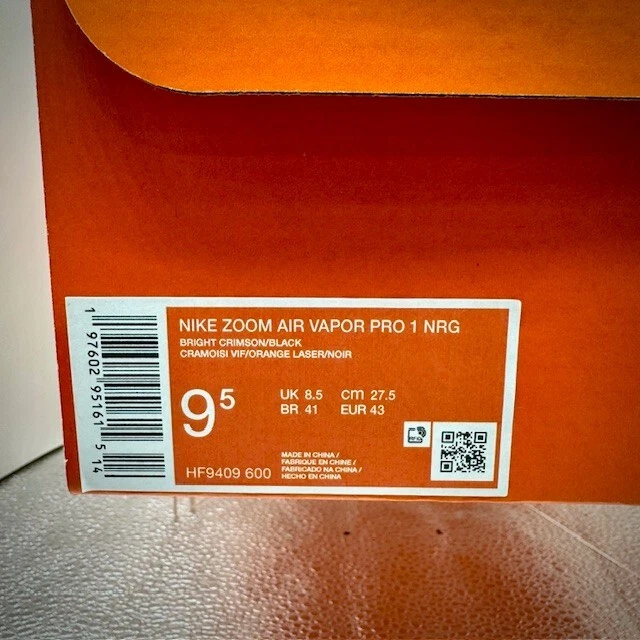 NIKE ZOOM AIR VAPOR PRO 1 NRG
BRIGHT CRIMSON/BLACK
CRAMOISI VIF/ORANGE LASER/NOIR
9⁵
UK 8.5 cm 27.5
BR 41 EUR 43
HF9409 600
MADE IN CHINA /
FABRIQUE EN CHINE /
FABRICADO NA CHINA /
HECHO EN CHINA
RFID
1 97602 95161 5 14